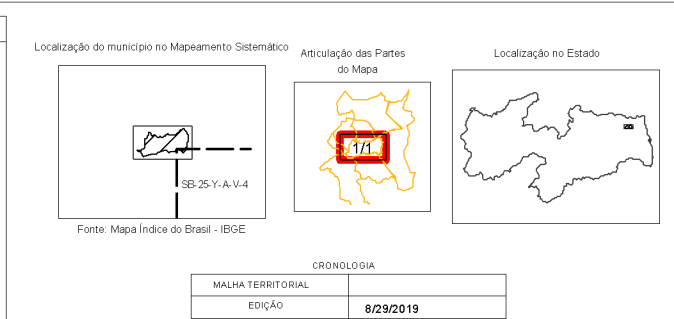 Localização do município no Mapeamento Sistemático
Articulação das Partes
do Mapa
Localização no Estado
1/1
SB-25-Y-A-V-4
Fonte: Mapa Índice do Brasil - IBGE
CRONOLOGIA
MALHA TERRITORIAL
EDIÇÃO 8/29/2019